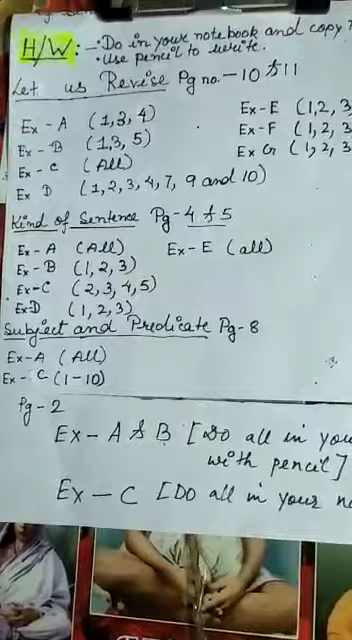 H/W :- • Do in your notebook and copy
• Use pencil to write.
Let us Revise Pg no. - 10 & 11
Ex - A (1, 3, 4)
Ex - B (1, 3, 5)
Ex - C (All)
Ex D (1, 2, 3, 4, 7, 9 and 10)
Ex - E (1, 2, 3
Ex - F (1, 2, 3
Ex G (1, 2, 3
Kind of Sentence Pg - 4 & 5
Ex - A (All) Ex - E (all)
Ex - B (1, 2, 3)
Ex - C (2, 3, 4, 5)
Ex D (1, 2, 3)
Subject and Predicate Pg - 8
Ex - A (All)
Ex - C (1 - 10)
Pg - 2
Ex - A & B [Do all in you
with pencil]
Ex - C [DO all in your n